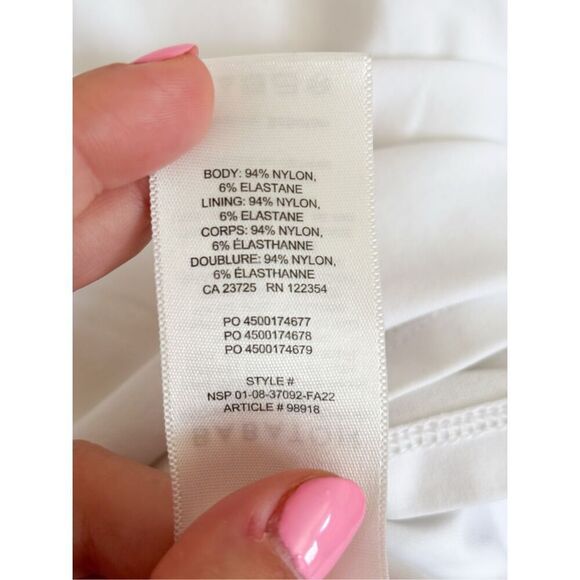 BODY: 94% NYLON,
6% ELASTANE
LINING: 94% NYLON,
6% ELASTANE
CORPS: 94% NYLON,
6% ÉLASTHANNE
DOUBLURE: 94% NYLON,
6% ÉLASTHANNE
CA 23725 RN 122354
PO 4500174677
PO 4500174678
PO 4500174679
STYLE #
NSP 01-08-37092-FA22
ARTICLE # 98918
BABATON